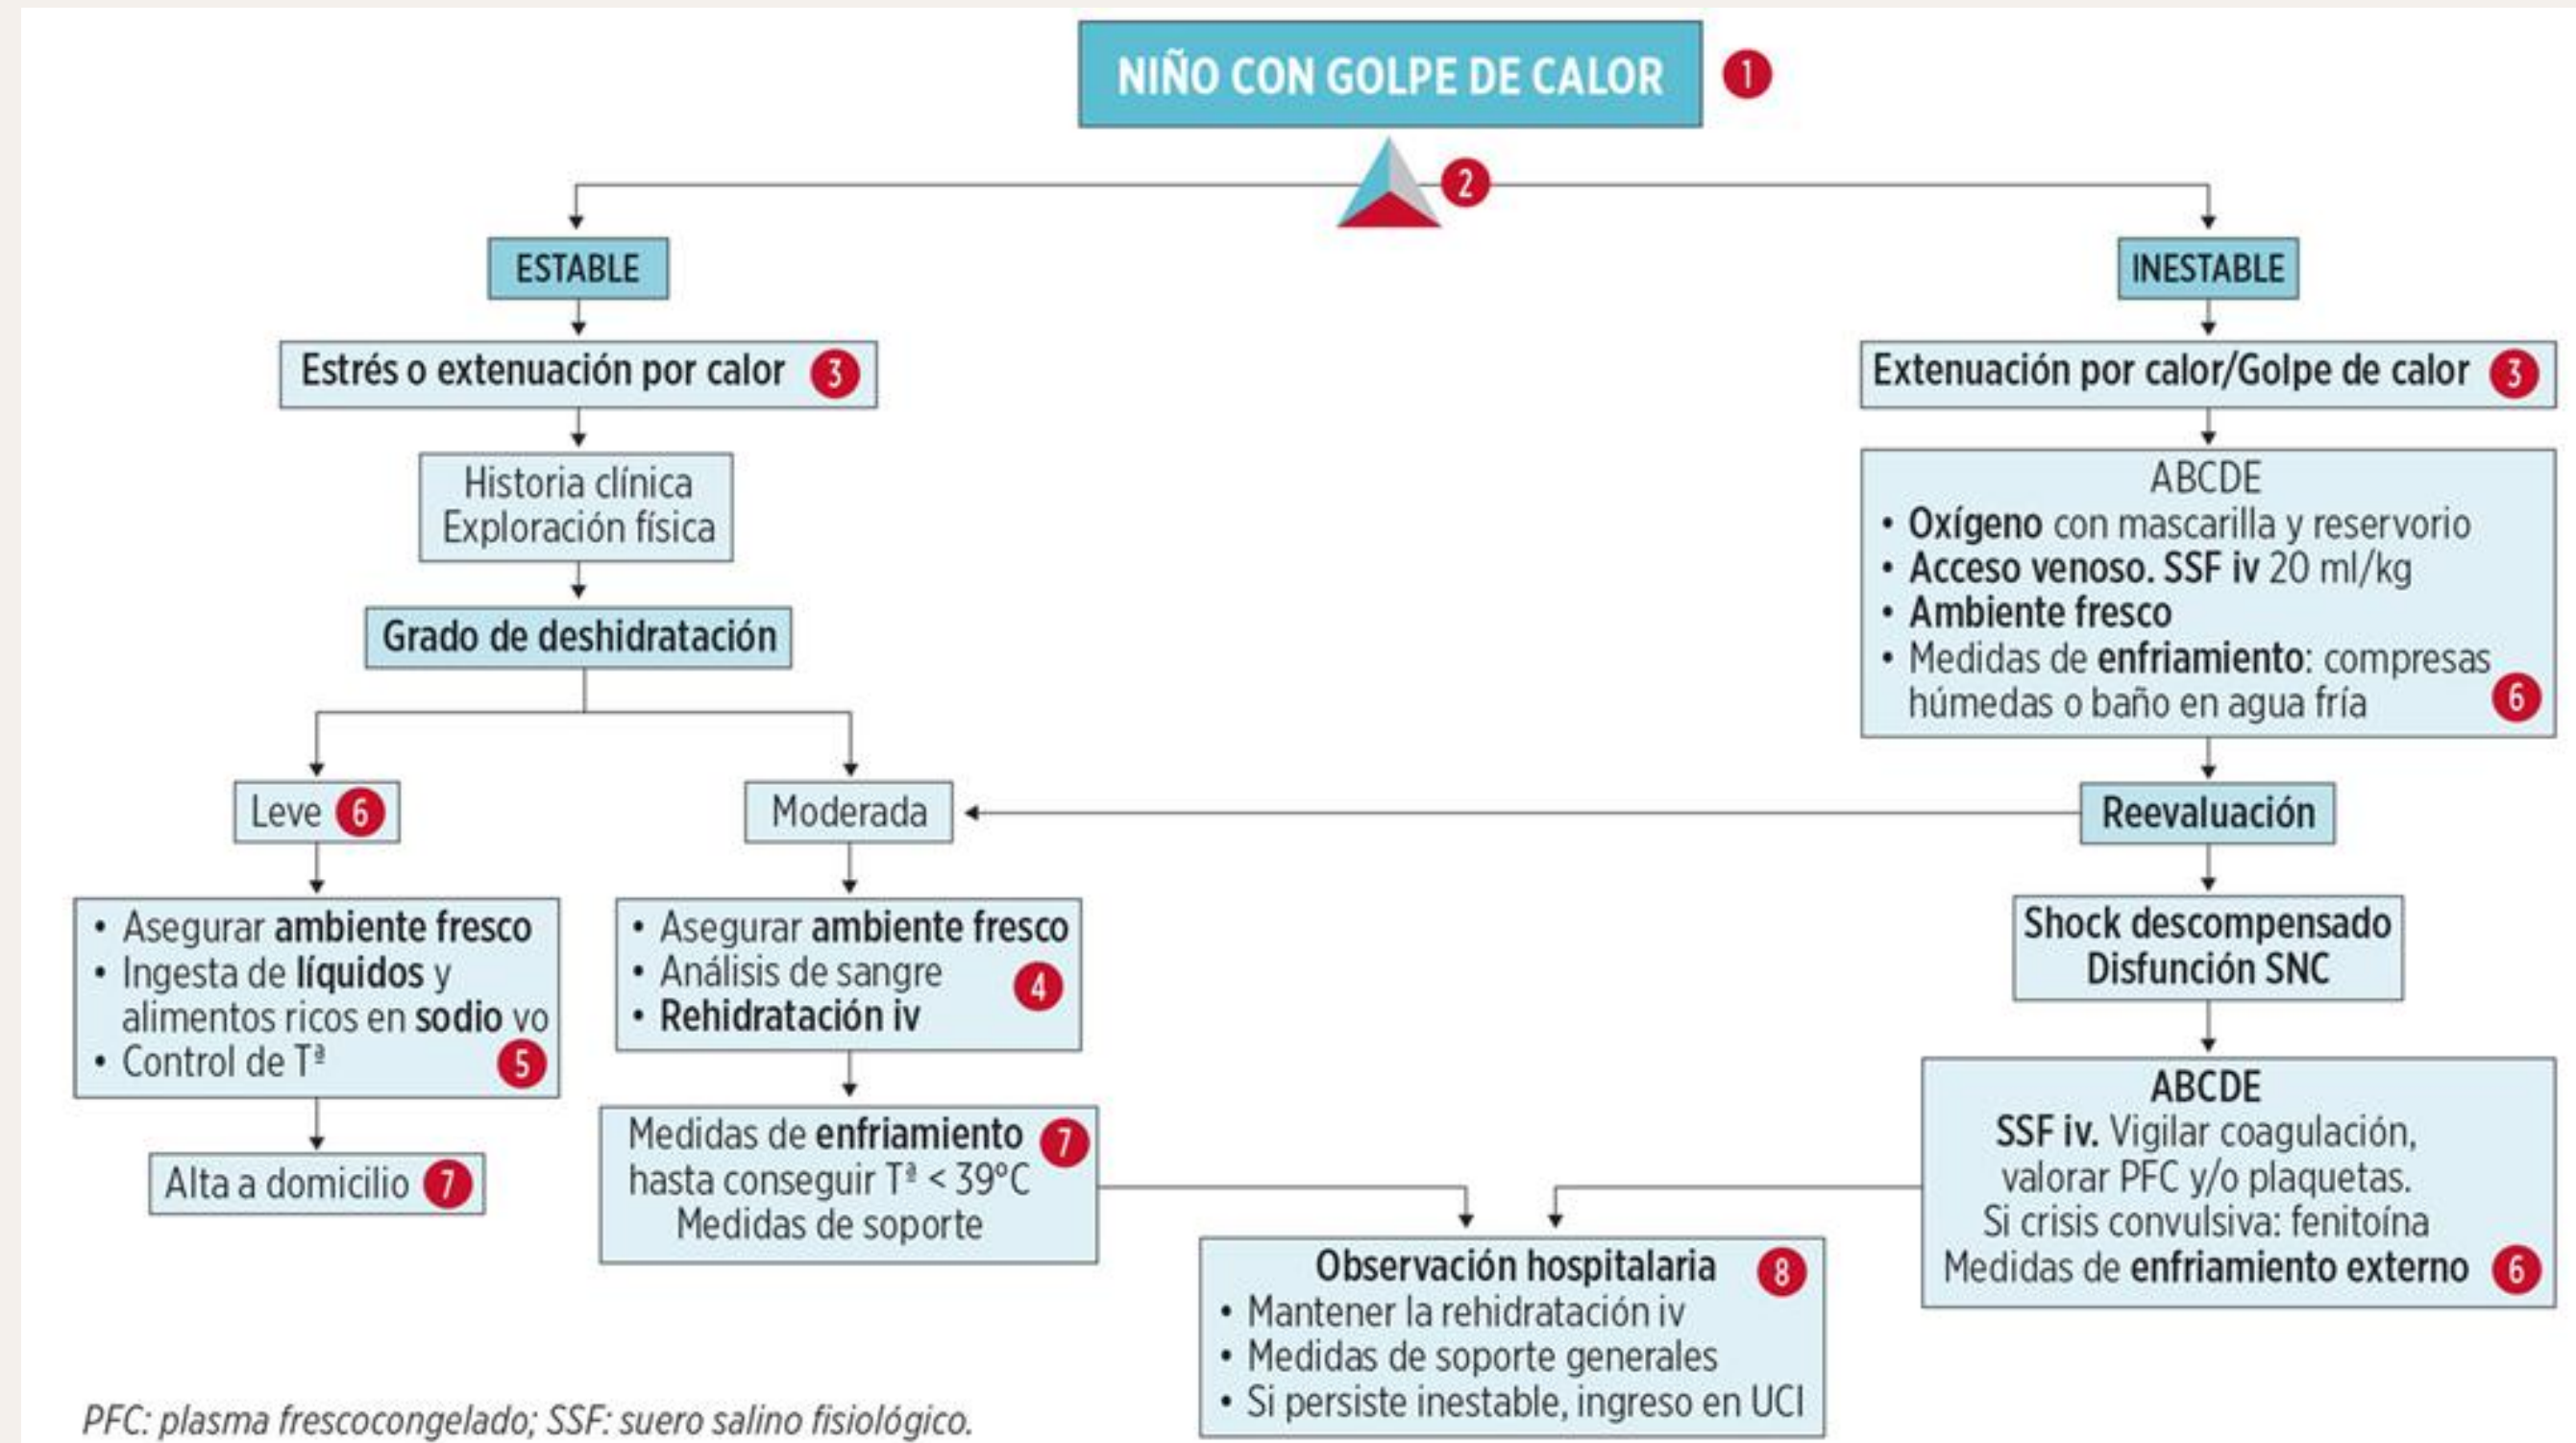 NIÑO CON GOLPE DE CALOR 1
2
ESTABLE
Estrés o extenuación por calor 3
Historia clínica
Exploración física
Grado de deshidratación
Leve 6
• Asegurar ambiente fresco
• Ingesta de líquidos y
alimentos ricos en sodio vo
• Control de Tª 5
Alta a domicilio 7
Moderada
• Asegurar ambiente fresco
• Análisis de sangre 4
• Rehidratación iv
Medidas de enfriamiento 7
hasta conseguir Tª < 39ºC
Medidas de soporte
INESTABLE
Extenuación por calor/Golpe de calor 3
ABCDE
• Oxígeno con mascarilla y reservorio
• Acceso venoso. SSF iv 20 ml/kg
• Ambiente fresco
• Medidas de enfriamiento: compresas
húmedas o baño en agua fría 6
Reevaluación
Shock descompensado
Disfunción SNC
ABCDE
SSF iv. Vigilar coagulación,
valorar PFC y/o plaquetas.
Si crisis convulsiva: fenitoína
Medidas de enfriamiento externo 6
Observación hospitalaria 8
• Mantener la rehidratación iv
• Medidas de soporte generales
• Si persiste inestable, ingreso en UCI
PFC: plasma frescocongelado; SSF: suero salino fisiológico.